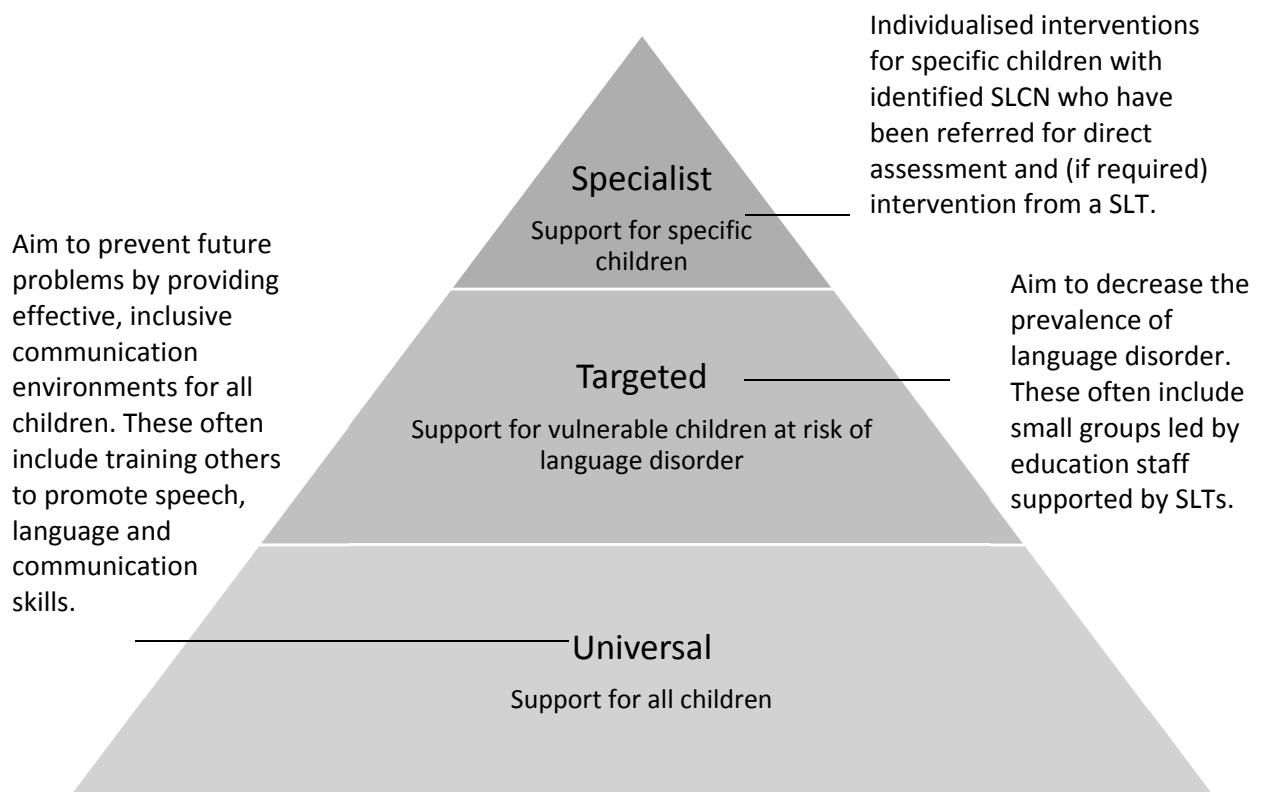 Individualised interventions
for specific children with
identified SLCN who have
been referred for direct
assessment and (if required)
intervention from a SLT.
Specialist
Support for specific
children
Aim to prevent future
problems by providing
effective, inclusive
communication
environments for all
children. These often
include training others
to promote speech,
language and
communication
skills.
Targeted
Support for vulnerable children at risk of
language disorder
Aim to decrease the
prevalence of
language disorder.
These often include
small groups led by
education staff
supported by SLTs.
Universal
Support for all children